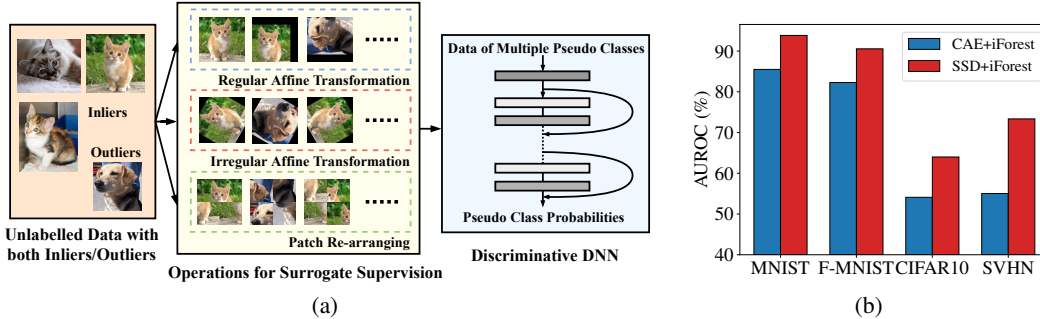 Inliers
Outliers
Unlabelled Data with
both Inliers/Outliers
Regular Affine Transformation
Irregular Affine Transformation
Patch Re-arranging
Operations for Surrogate Supervision
Data of Multiple Pseudo Classes
Pseudo Class Probabilities
Discriminative DNN
(a)
AUROC (%)
90
80
70
60
50
40
CAE+iForest
SSD+iForest
MNIST F-MNIST CIFAR10 SVHN
(b)